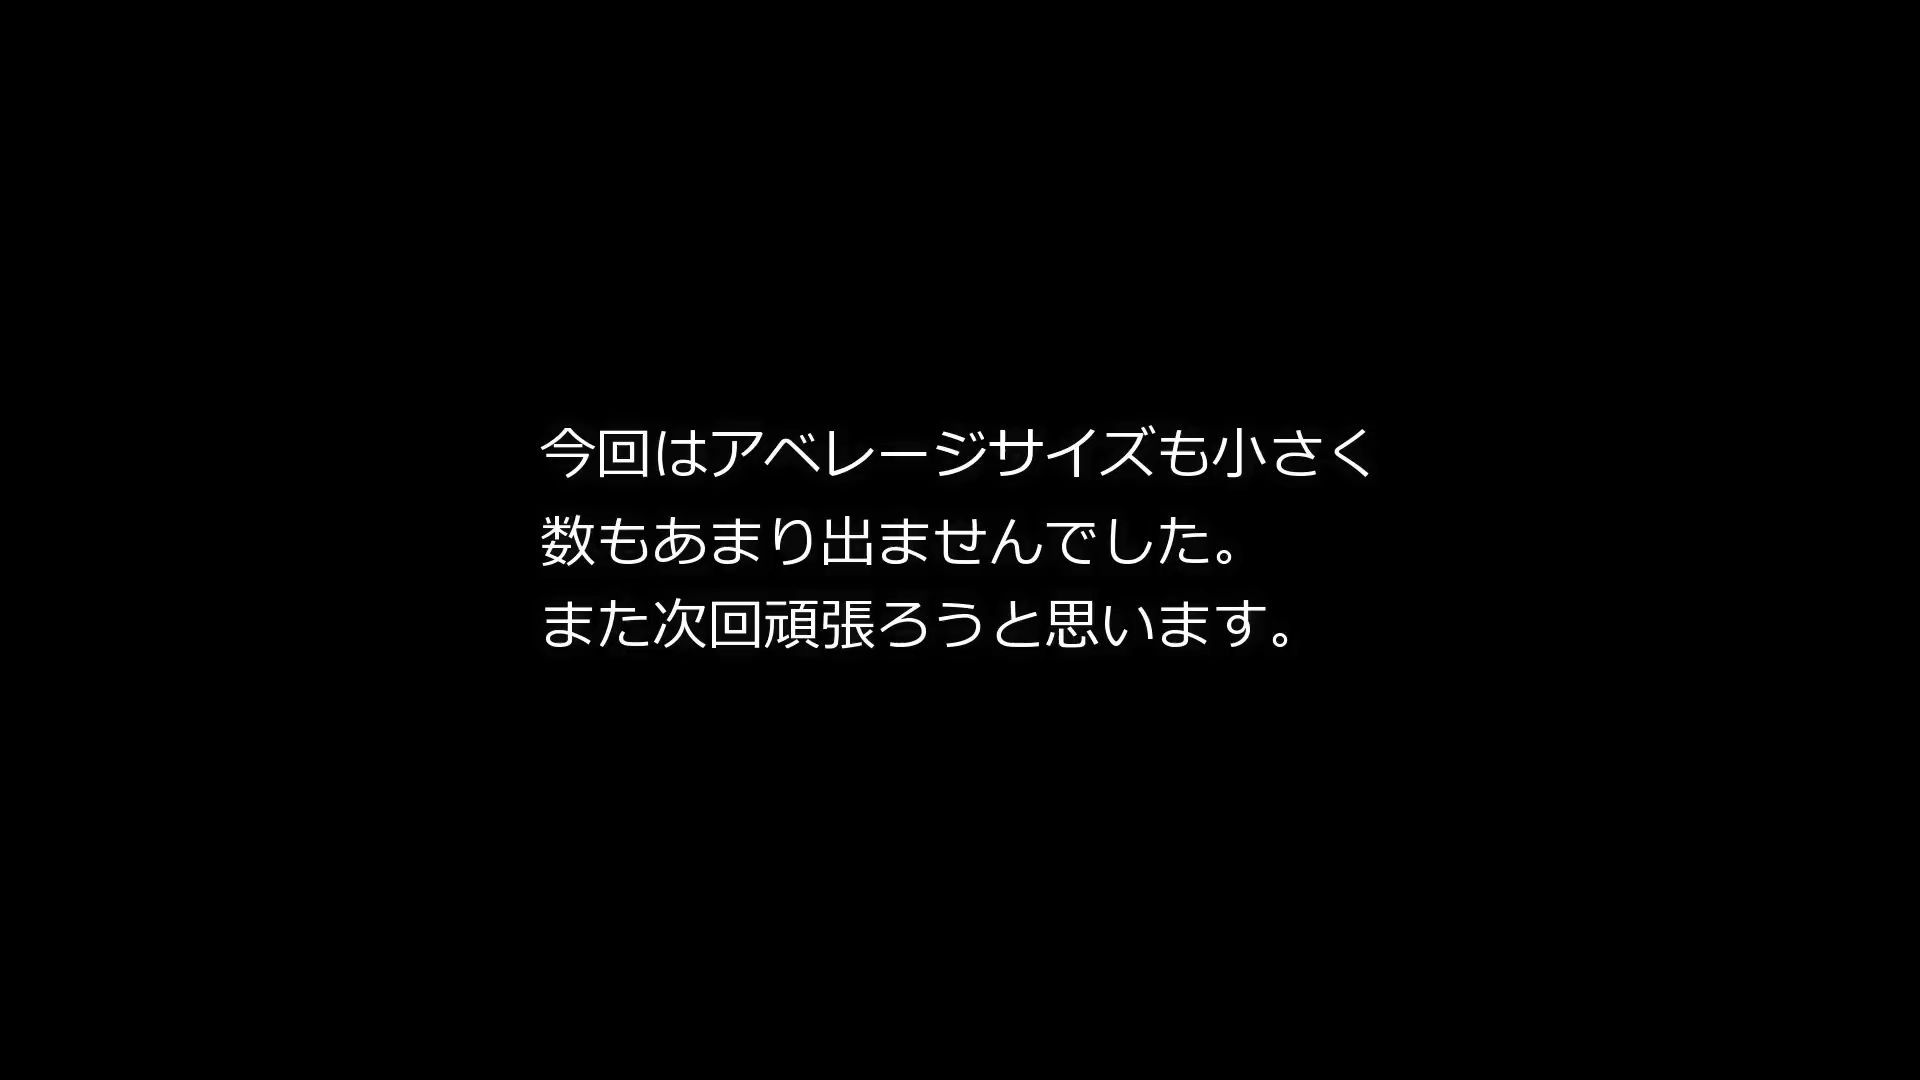 今回はアベレージサイズも小さく
数もあまり出ませんでした。
また次回頑張ろうと思います。